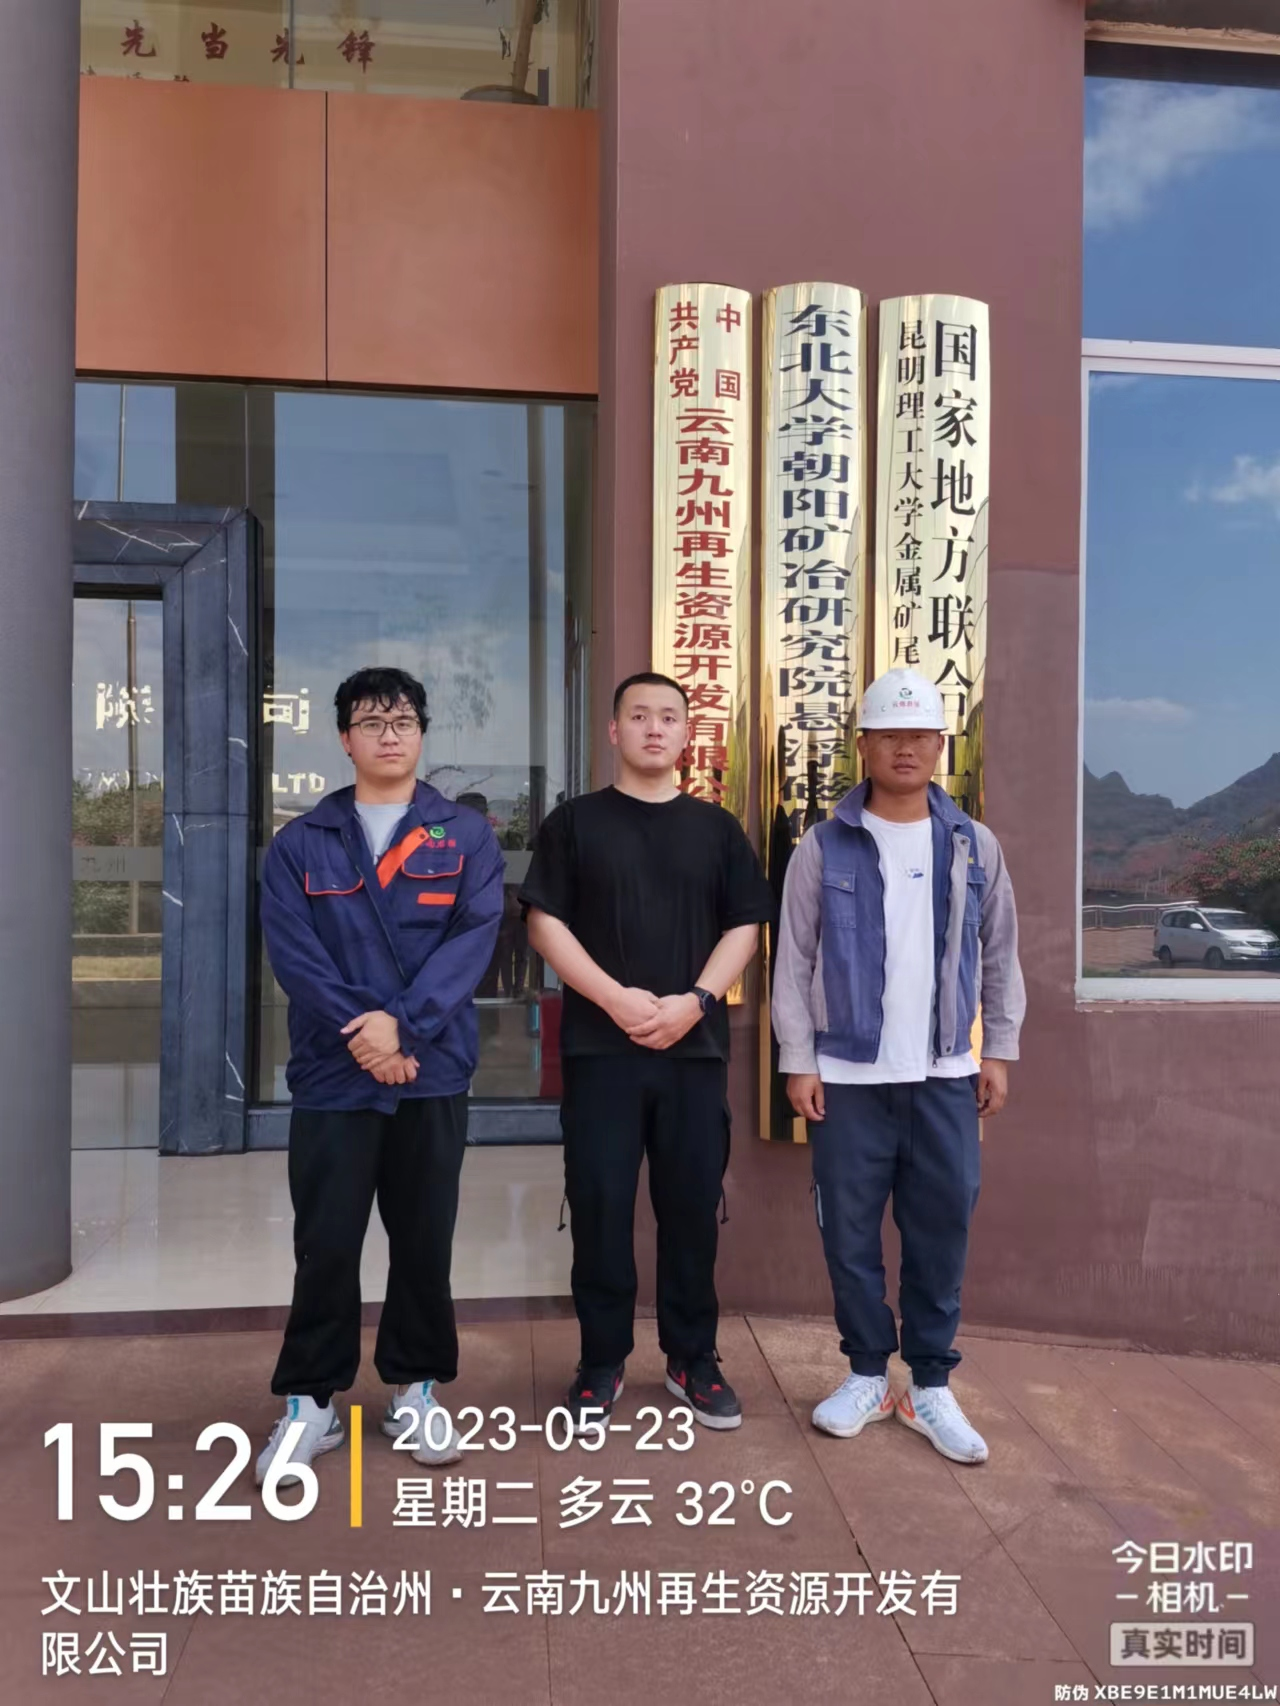 先当先锋
中国
共产党
云南九州再生资源开发有限公
东北大学朝阳矿冶研究院悬浮磁
国家地方联合工
昆明理工大学金属矿尾
司
LTD
九州
15:26
2023-05-23
星期二 多云 32°C
文山壮族苗族自治州·云南九州再生资源开发有
限公司
今日水印
相机
真实时间
防伪 XBE9E1M1MUE4LW